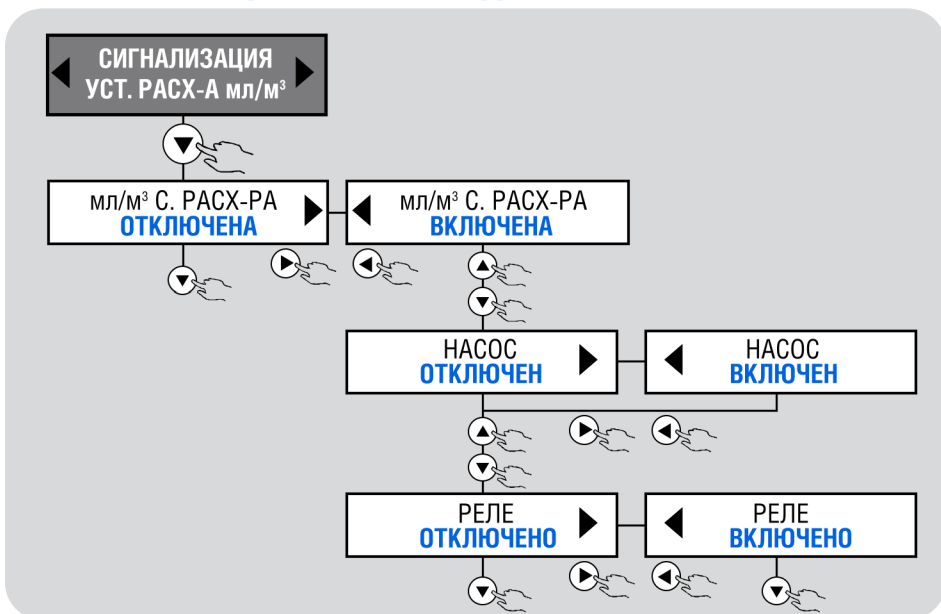 СИГНАЛИЗАЦИЯ
УСТ. РАСХ-А мл/м³
мл/м³ С. РАСХ-РА
ОТКЛЮЧЕНА
мл/м³ С. РАСХ-РА
ВКЛЮЧЕНА
НАСОС
ОТКЛЮЧЕН
НАСОС
ВКЛЮЧЕН
РЕЛЕ
ОТКЛЮЧЕНО
РЕЛЕ
ВКЛЮЧЕНО